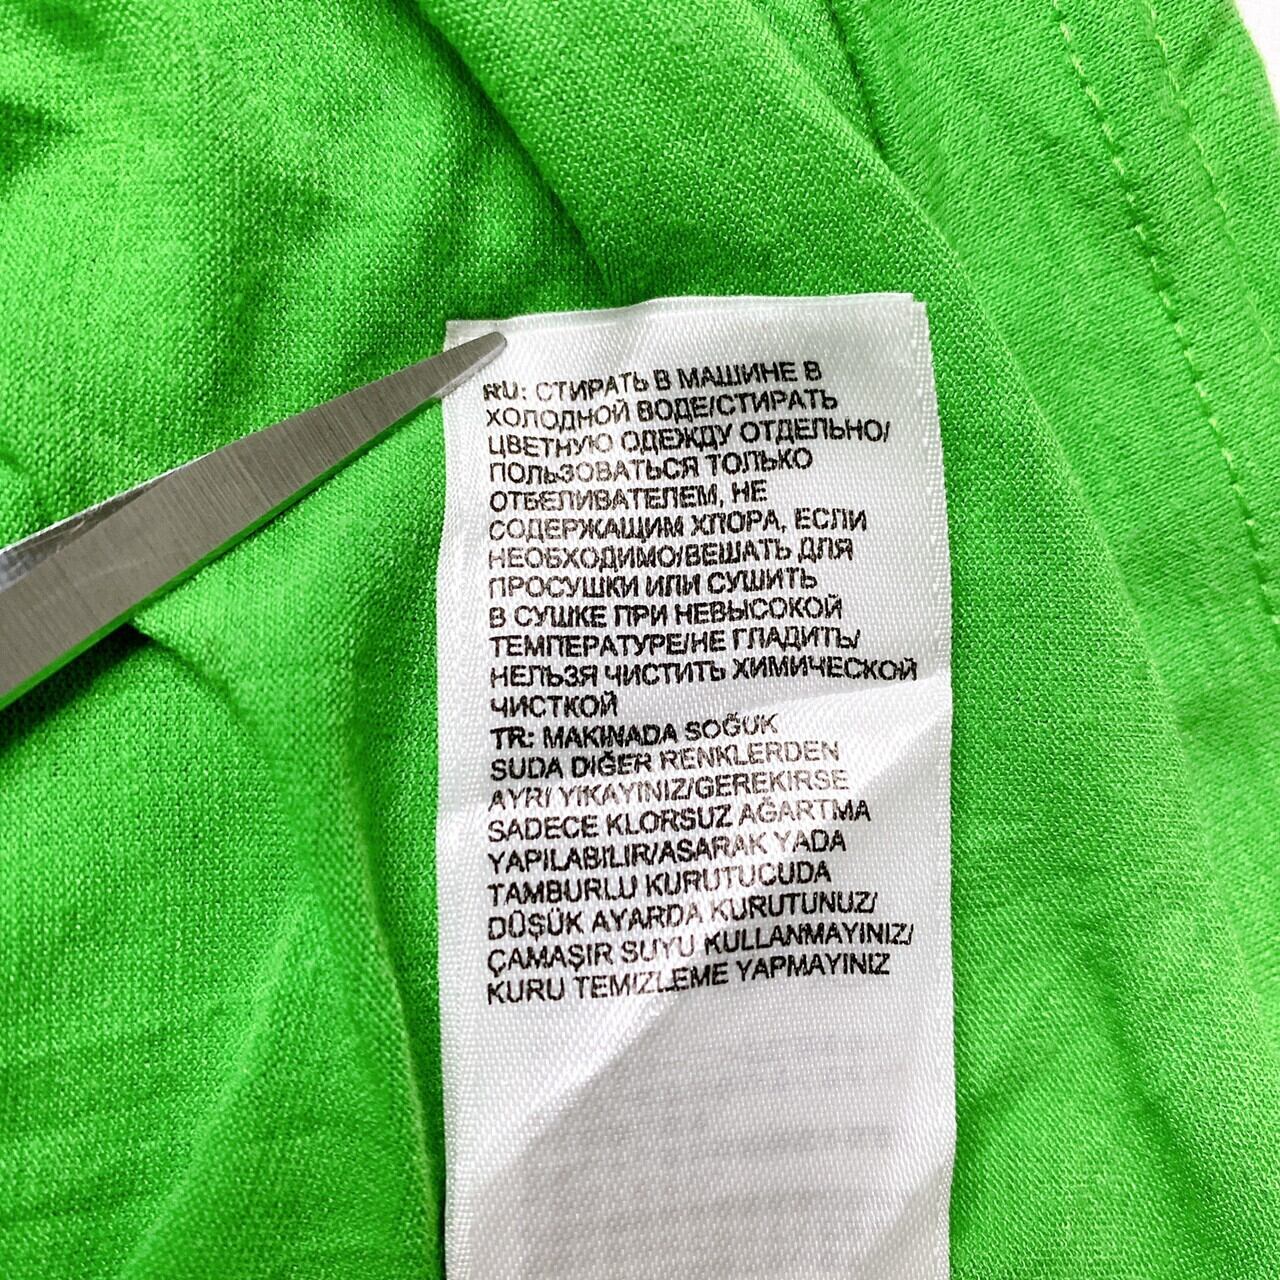 RU: СТИРАТЬ В МАШИНЕ В
ХОЛОДНОЙ ВОДЕ/СТИРАТЬ
ЦВЕТНУЮ ОДЕЖДУ ОТДЕЛЬНО/
ПОЛЬЗОВАТЬСЯ ТОЛЬКО
ОТБЕЛИВАТЕЛЕМ, НЕ
СОДЕРЖАЩИМ ХЛОРА, ЕСЛИ
НЕОБХОДИМО/ВЕШАТЬ ДЛЯ
ПРОСУШКИ ИЛИ СУШИТЬ
В СУШКЕ ПРИ НЕВЫСОКОЙ
ТЕМПЕРАТУРЕ/НЕ ГЛАДИТЬ/
НЕЛЬЗЯ ЧИСТИТЬ ХИМИЧЕСКОЙ
ЧИСТКОЙ
TR: MAKINADA SOĞUK
SUDA DIĞER RENKLERDEN
AYRI YIKAYINIZ/GEREKIRSE
SADECE KLORSUZ AĞARTMA
YAPILABILIR/ASARAK YADA
TAMBURLU KURUTUCUDA
DÜŞÜK AYARDA KURUTUNUZ/
ÇAMAŞIR SUYU KULLANMAYINIZ/
KURU TEMIZLEME YAPMAYINIZ